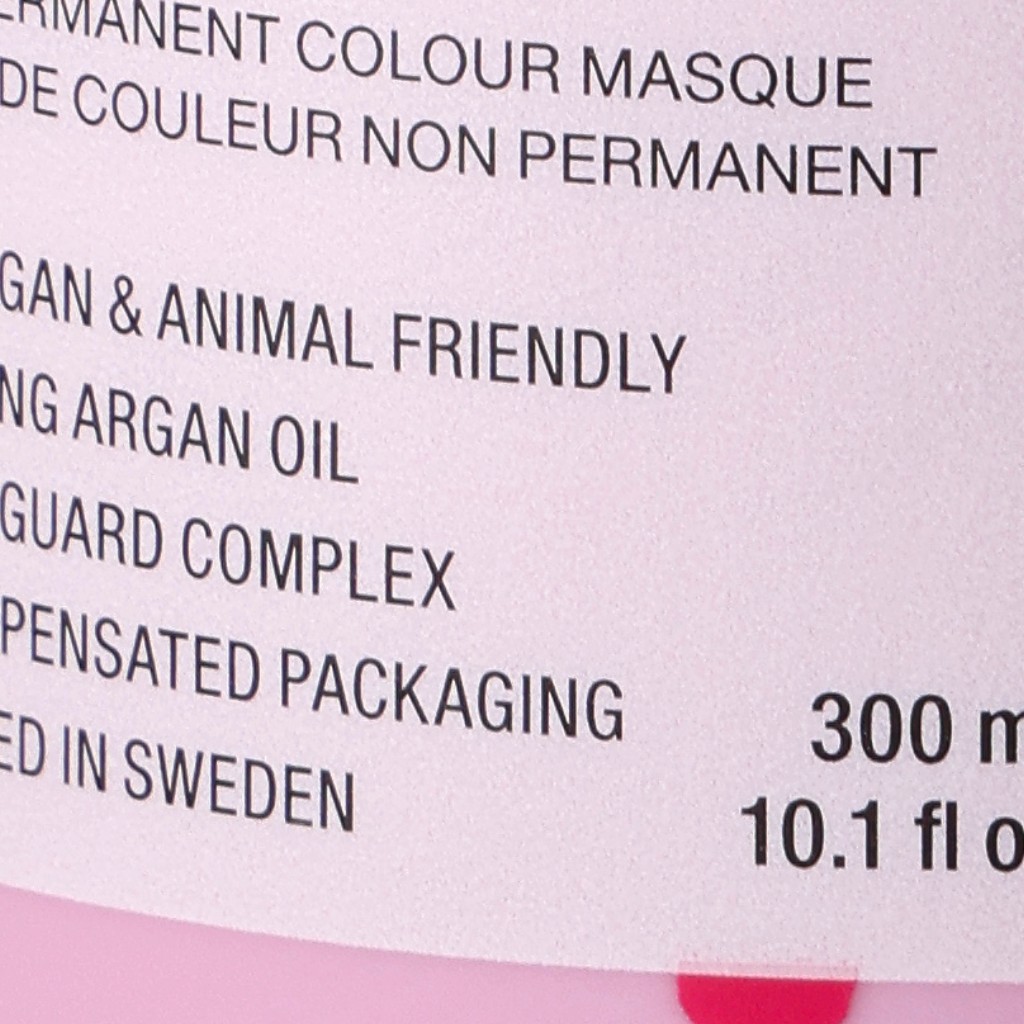 ERMANENT COLOUR MASQUE
DE COULEUR NON PERMANENT
GAN & ANIMAL FRIENDLY
NG ARGAN OIL
GUARD COMPLEX
PENSATED PACKAGING
ED IN SWEDEN
300 m
10.1 fl o